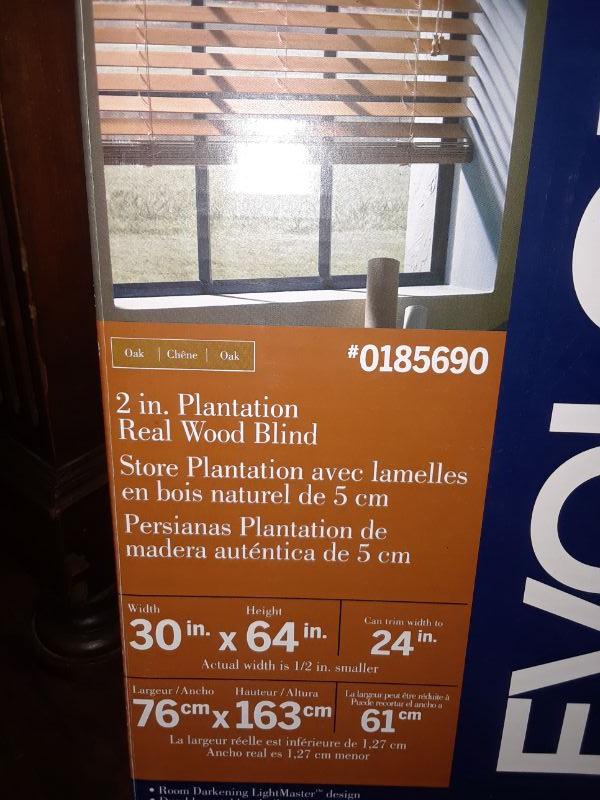 Oak | Chêne | Oak
#0185690
2 in. Plantation
Real Wood Blind
Store Plantation avec lamelles
en bois naturel de 5 cm
Persianas Plantation de
madera auténtica de 5 cm
Width Height Can trim width to
30 in. x 64 in. 24 in.
Actual width is 1/2 in. smaller
Largeur/Ancho Hauteur/Altura La largeur peut être réduite à
Puede recortar el ancho a
76 cm x 163 cm 61 cm
La largeur réelle est inférieure de 1,27 cm
Ancho real es 1,27 cm menor
• Room Darkening LightMaster™ design